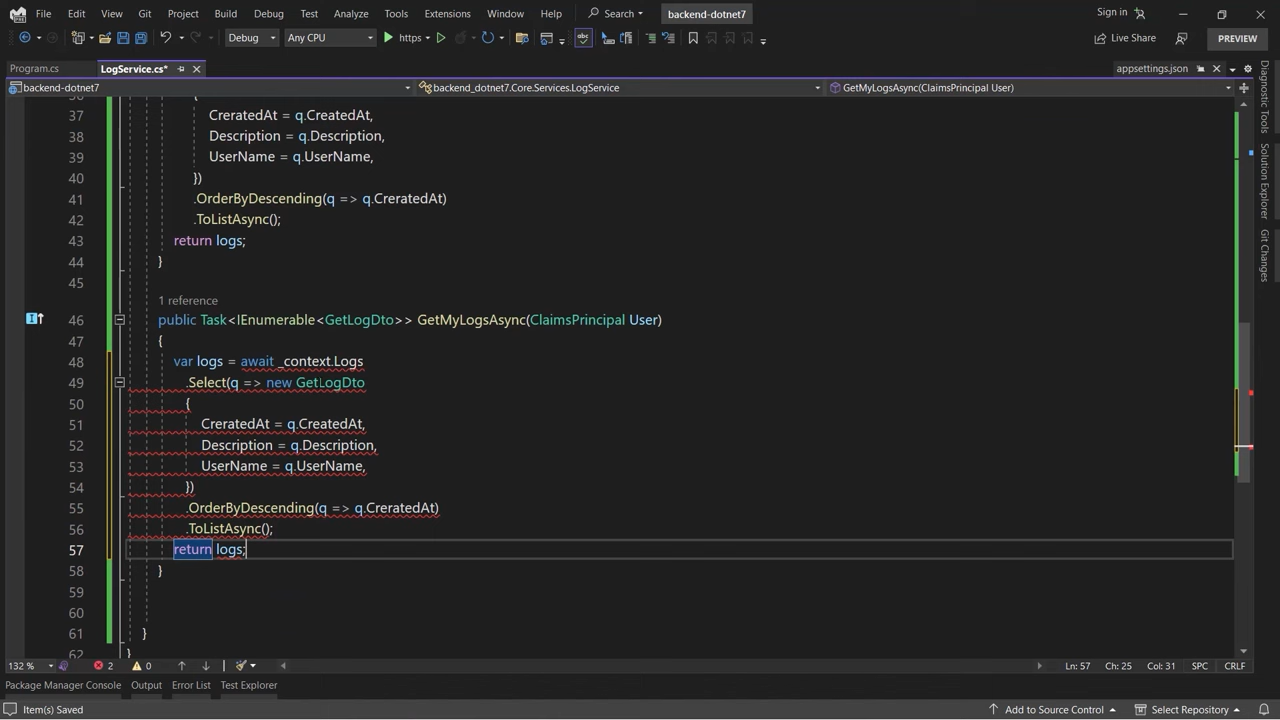 File Edit View Git Project Build Debug Test Analyze Tools Extensions Window Help Search backend-dotnet7 Sign in
Debug Any CPU https abc Live Share PREVIEW
Program.cs LogService.cs* appsettings.json
backend-dotnet7 backend_dotnet7.Core.Services.LogService GetMyLogsAsync(ClaimsPrincipal User)
37 CreratedAt = q.CreatedAt,
38 Description = q.Description,
39 UserName = q.UserName,
40 })
41 .OrderByDescending(q => q.CreratedAt)
42 .ToListAsync();
43 return logs;
44 }
45
1 reference
46 public Task<IEnumerable<GetLogDto>> GetMyLogsAsync(ClaimsPrincipal User)
47 {
48 var logs = await _context.Logs
49 .Select(q => new GetLogDto
50 {
51 CreratedAt = q.CreatedAt,
52 Description = q.Description,
53 UserName = q.UserName,
54 })
55 .OrderByDescending(q => q.CreratedAt)
56 .ToListAsync();
57 return logs;
58 }
59
60
61 }
62 }
132 % 2 0 Ln: 57 Ch: 25 Col: 31 SPC CRLF
Package Manager Console Output Error List Test Explorer
Item(s) Saved Add to Source Control Select Repository
Diagnostic Tools
Solution Explorer
Git Changes